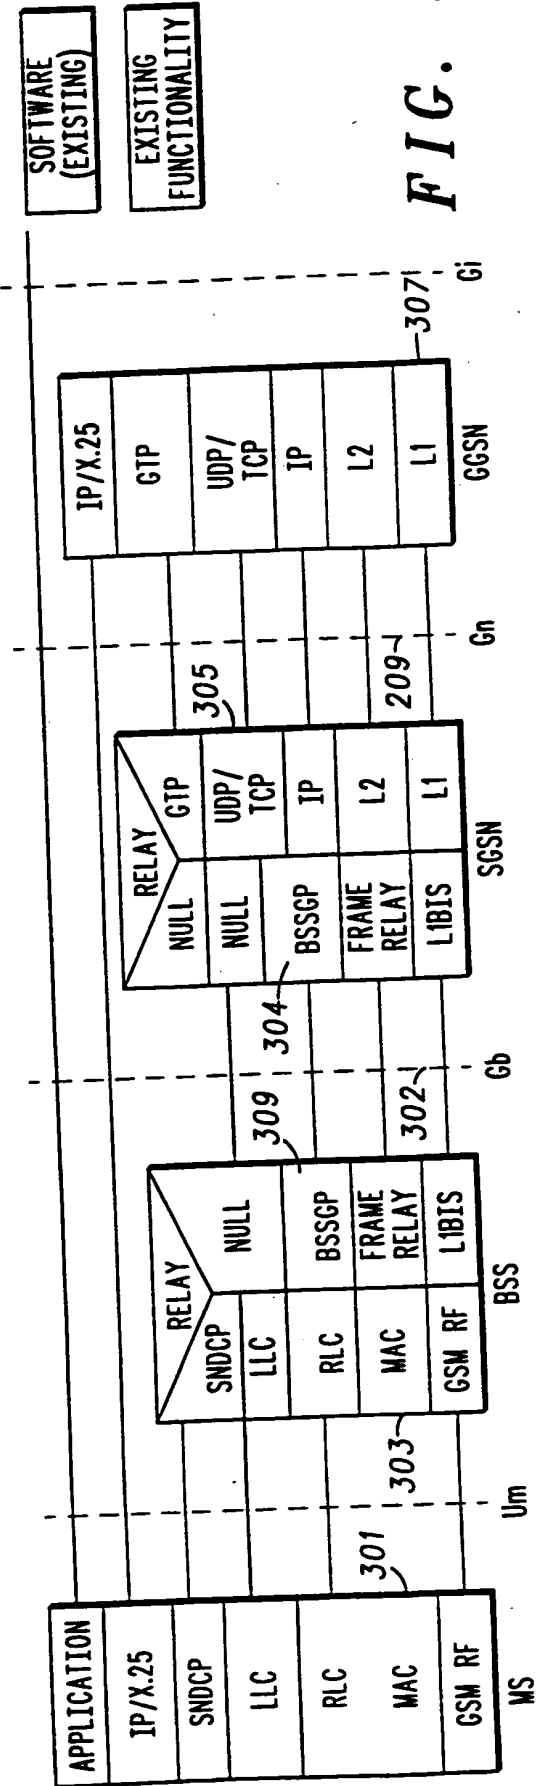 APPLICATION
IP/X.25
SNDCP
LLC
RLC
MAC
GSM RF
MS
301
Um
RELAY
SNDCP
LLC
RLC
MAC
GSM RF
NULL
BSSGP
FRAME
RELAY
L1BIS
BSS
303
309
302
Gb
RELAY
NULL
NULL
BSSGP
FRAME
RELAY
L1BIS
GTP
UDP/
TCP
IP
L2
L1
SGSN
304
305
209
Gn
IP/X.25
GTP
UDP/
TCP
IP
L2
L1
GGSN
307
Gi
SOFTWARE
(EXISTING)
EXISTING
FUNCTIONALITY
FIG.